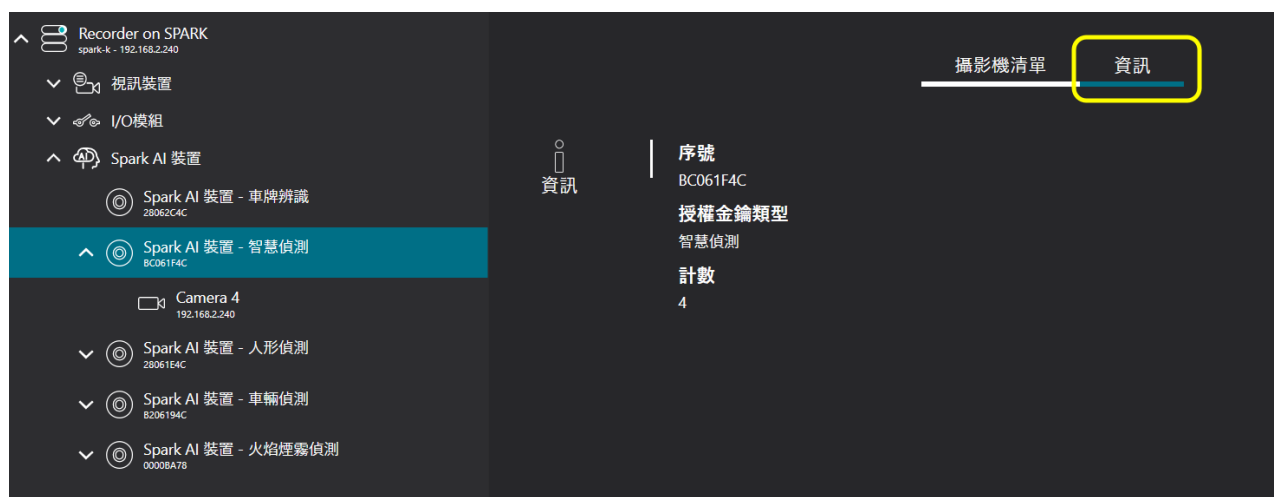 Recorder on SPARK
spark-k - 192.168.2.240
視訊裝置
I/O模組
Spark AI 裝置
Spark AI 裝置 - 車牌辨識
28062C4C
Spark AI 裝置 - 智慧偵測
BC061F4C
Camera 4
192.168.2.240
Spark AI 裝置 - 人形偵測
28061E4C
Spark AI 裝置 - 車輛偵測
B206194C
Spark AI 裝置 - 火焰煙霧偵測
0000BA78
攝影機清單
資訊
資訊
序號
BC061F4C
授權金鑰類型
智慧偵測
計數
4